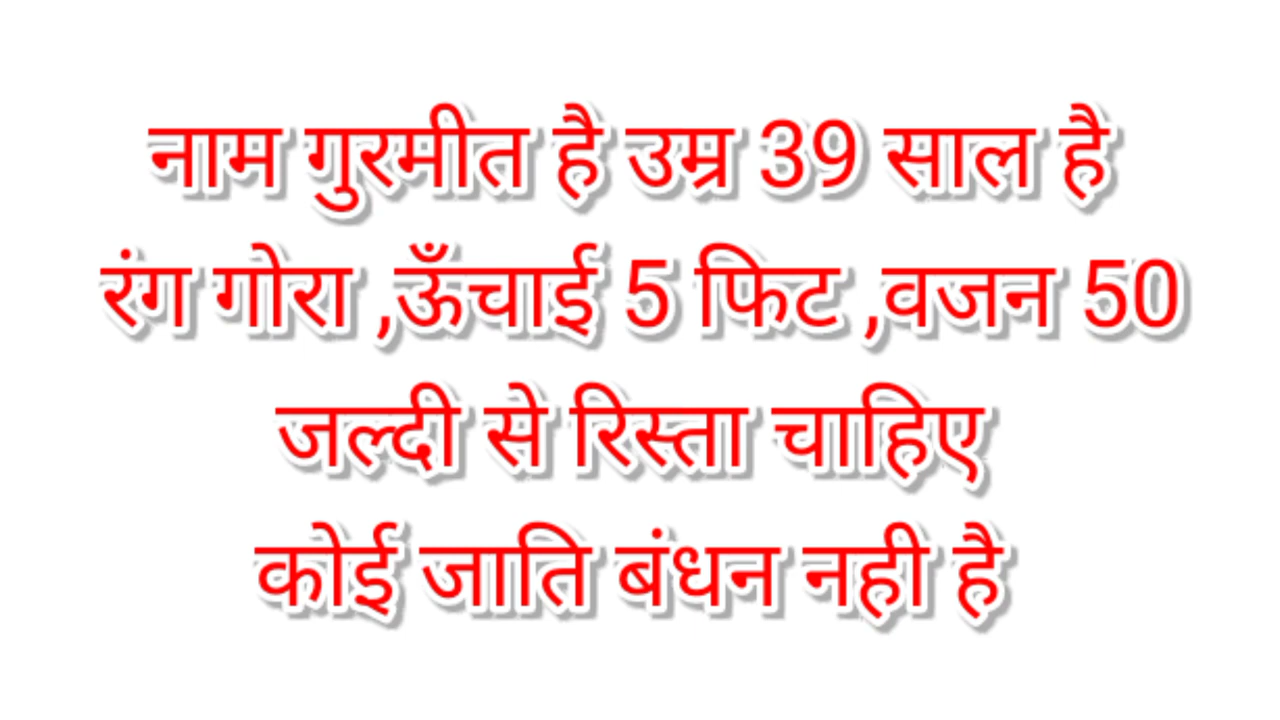 नाम गुरमीत है उम्र 39 साल है
रंग गोरा ,ऊँचाई 5 फिट ,वजन 50
जल्दी से रिस्ता चाहिए
कोई जाति बंधन नही है